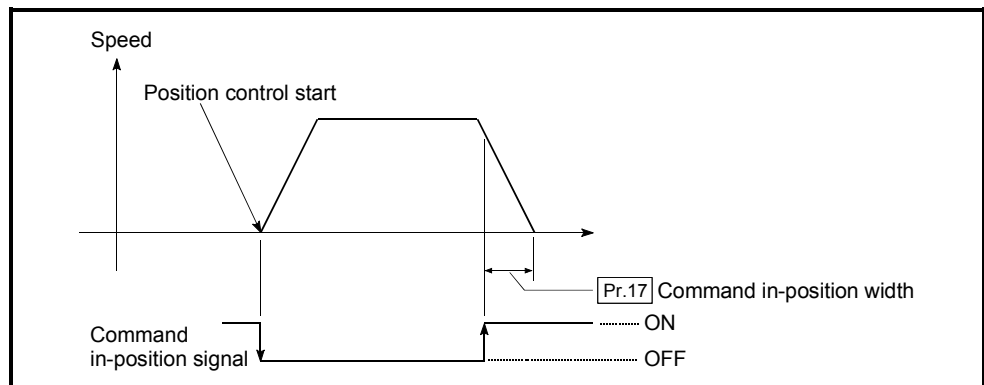 Speed
Position control start
Pr.17 Command in-position width
Command
in-position signal
ON
OFF